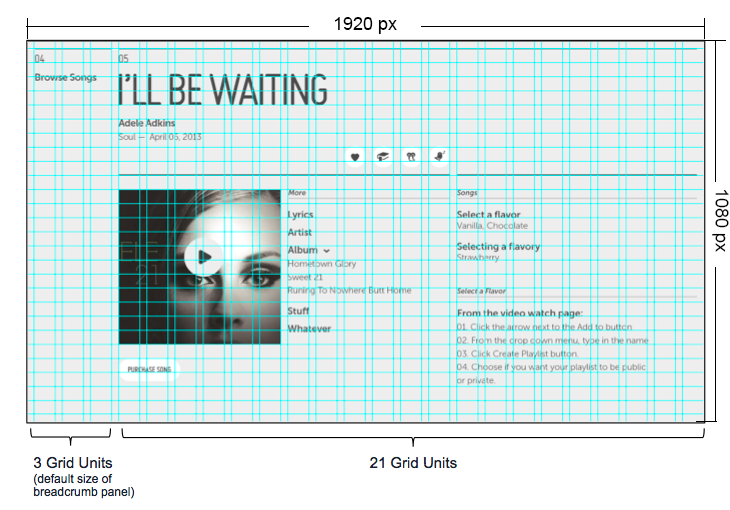 1920 px
04
05
Browse Songs
I'LL BE WAITING
Adele Adkins
Soul — April 05, 2013
More
Songs
Lyrics
Select a flavor
Vanilla, Chocolate
Artist
Selecting a flavory
Album
Strawberry
Hometown Glory
Sweet 21
21
Runing To Nowhere Butt Home
Select a Flavor
Stuff
From the video watch page:
Whatever
01. Click the arrow next to the Add to button
02. From the crop cown menu, type in the name
03. Click Create Playlist button.
04. Choose if you want your playlist to be public
or private.
PURCHASE SONG
1080 px
3 Grid Units
(default size of
breadcrumb panel)
21 Grid Units